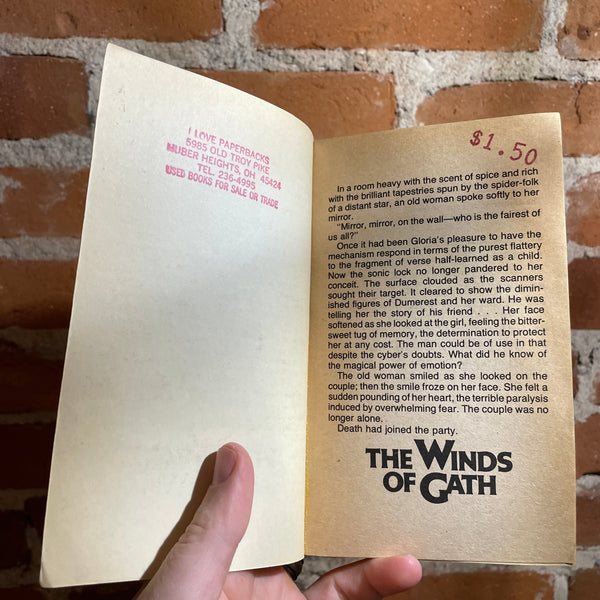 I LOVE PAPERBACKS
5985 OLD TROY PIKE
HUBER HEIGHTS, OH 45424
TEL. 236-4995
USED BOOKS FOR SALE OR TRADE
$1.50
In a room heavy with the scent of spice and rich
with the brilliant tapestries spun by the spider-folk
of a distant star, an old woman spoke softly to her
mirror.
"Mirror, mirror, on the wall—who is the fairest of
us all?"
Once it had been Gloria's pleasure to have the
mechanism respond in terms of the purest flattery
to the fragment of verse half-learned as a child.
Now the sonic lock no longer pandered to her
conceit. The surface clouded as the scanners
sought their target. It cleared to show the dimin-
ished figures of Dumerest and her ward. He was
telling her the story of his friend . . . Her face
softened as she looked at the girl, feeling the bitter-
sweet tug of memory, the determination to protect
her at any cost. The man could be of use in that
despite the cyber's doubts. What did he know of
the magical power of emotion?
The old woman smiled as she looked on the
couple; then the smile froze on her face. She felt a
sudden pounding of her heart, the terrible paralysis
induced by overwhelming fear. The couple was no
longer alone.
Death had joined the party.
THE WINDS
OF GATH